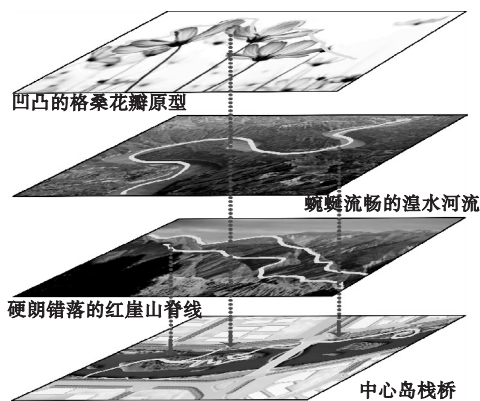 凹凸的格桑花瓣原型
蜿蜒流畅的湟水河流
硬朗错落的红崖山脊线
中心岛栈桥